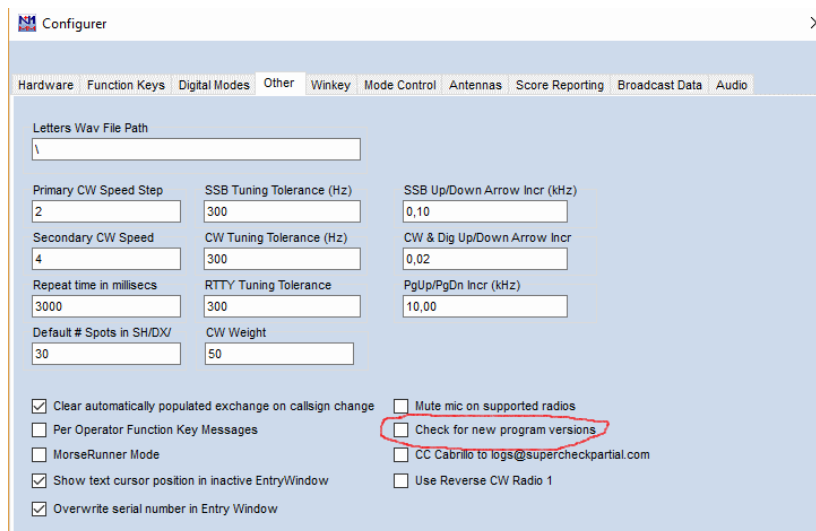 N1MM Configurer
Hardware Function Keys Digital Modes Other Winkey Mode Control Antennas Score Reporting Broadcast Data Audio
Letters Wav File Path
\
Primary CW Speed Step SSB Tuning Tolerance (Hz) SSB Up/Down Arrow Incr (kHz)
2 300 0,10
Secondary CW Speed CW Tuning Tolerance (Hz) CW & Dig Up/Down Arrow Incr
4 300 0,02
Repeat time in millisecs RTTY Tuning Tolerance PgUp/PgDn Incr (kHz)
3000 300 10,00
Default # Spots in SH/DX/ CW Weight
30 50
Clear automatically populated exchange on callsign change Mute mic on supported radios
Per Operator Function Key Messages Check for new program versions
MorseRunner Mode CC Cabrillo to logs@supercheckpartial.com
Show text cursor position in inactive EntryWindow Use Reverse CW Radio 1
Overwrite serial number in Entry Window